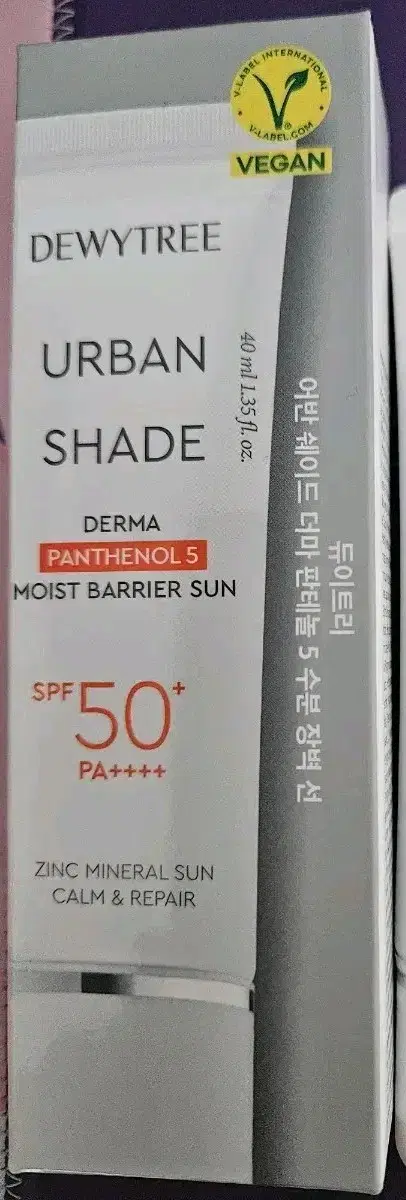 V-LABEL INTERNATIONAL
V-LABEL.COM
VEGAN
DEWYTREE
URBAN
SHADE
40 ml 1.35 fl. oz.
DERMA
PANTHENOL 5
MOIST BARRIER SUN
SPF 50+
PA++++
ZINC MINERAL SUN
CALM & REPAIR
듀이트리
어반 쉐이드 더마 판테놀 5 수분 장벽 선